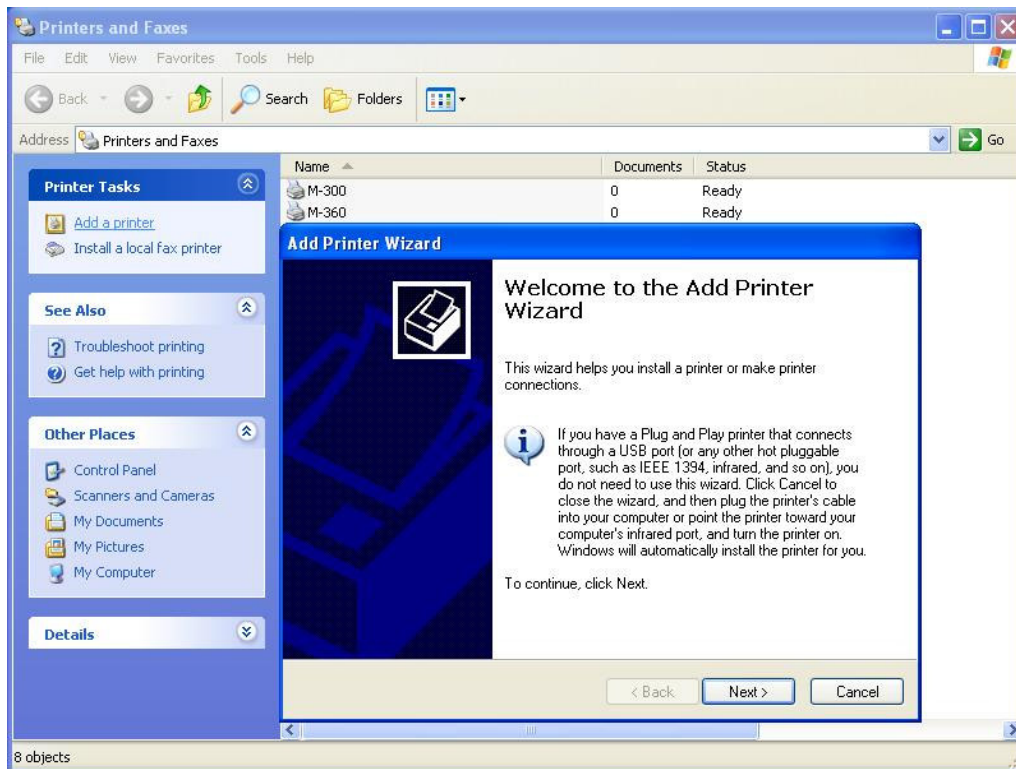 Printers and Faxes
File Edit View Favorites Tools Help
Back Search Folders
Address Printers and Faxes Go
Name Documents Status
M-300 0 Ready
M-360 0 Ready
Printer Tasks
Add a printer
Install a local fax printer
See Also
Troubleshoot printing
Get help with printing
Other Places
Control Panel
Scanners and Cameras
My Documents
My Pictures
My Computer
Details
Add Printer Wizard
Welcome to the Add Printer
Wizard
This wizard helps you install a printer or make printer
connections.
If you have a Plug and Play printer that connects
through a USB port (or any other hot pluggable
port, such as IEEE 1394, infrared, and so on), you
do not need to use this wizard. Click Cancel to
close the wizard, and then plug the printer's cable
into your computer or point the printer toward your
computer's infrared port, and turn the printer on.
Windows will automatically install the printer for you.
To continue, click Next.
< Back Next > Cancel
8 objects